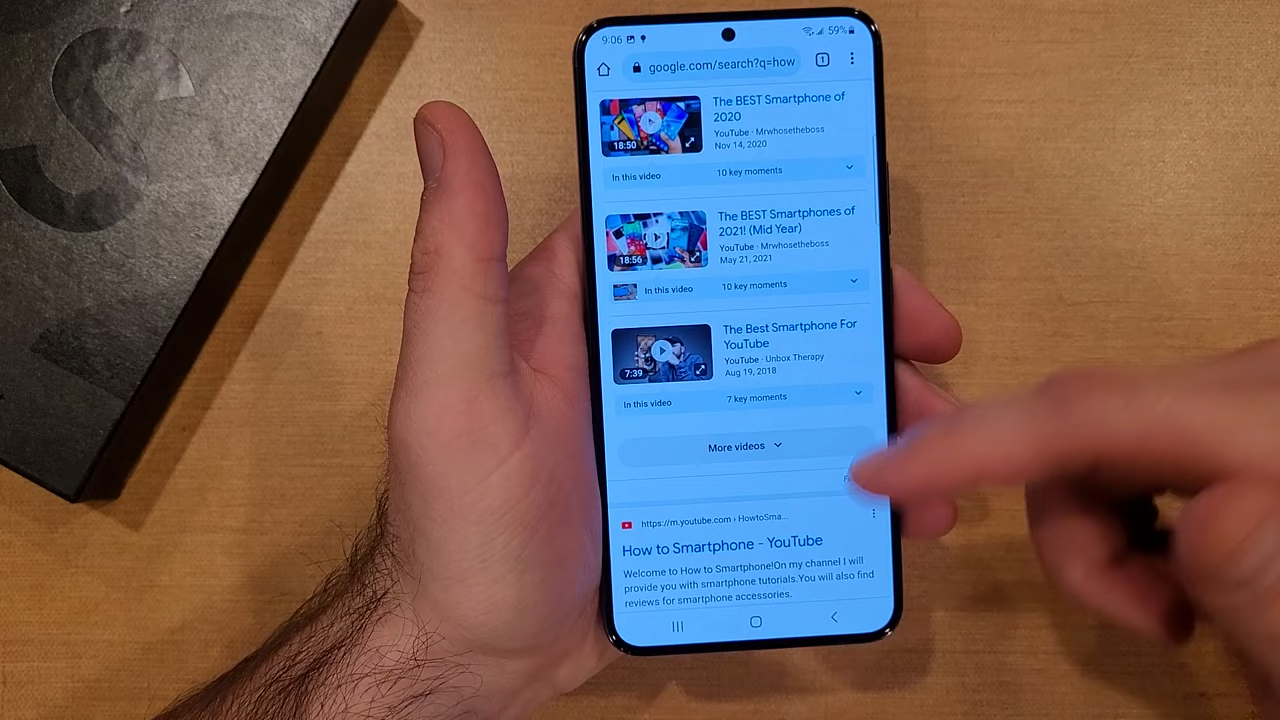 9:06
59%
google.com/search?q=how
1
The BEST Smartphone of
2020
YouTube · Mrwhosetheboss
Nov 14, 2020
18:50
In this video
10 key moments
The BEST Smartphones of
2021! (Mid Year)
YouTube · Mrwhosetheboss
May 21, 2021
18:56
In this video
10 key moments
The Best Smartphone For
YouTube
YouTube · Unbox Therapy
Aug 19, 2018
7:39
In this video
7 key moments
More videos
https://m.youtube.com › HowtoSma...
How to Smartphone - YouTube
Welcome to How to Smartphone!On my channel I will
provide you with smartphone tutorials.You will also find
reviews for smartphone accessories.
S